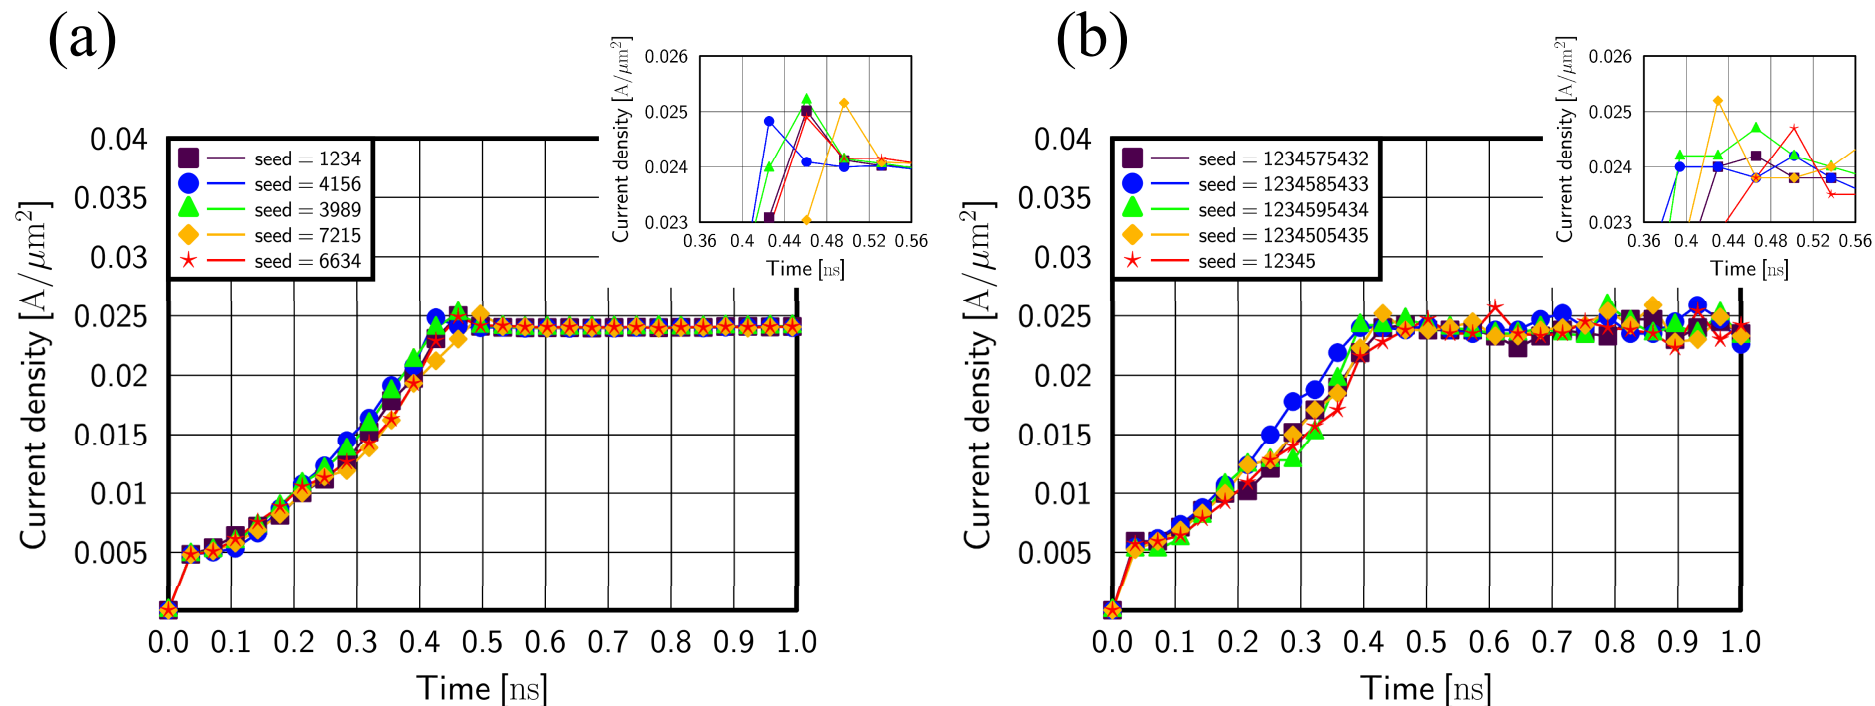 (a)
Current density [A/μm²]
0.026
0.025
0.024
0.023
0.36 0.4 0.44 0.48 0.52 0.56
Time [ns]
Current density [A/μm²]
0.04
0.035
0.03
0.025
0.02
0.015
0.01
0.005
seed = 1234
seed = 4156
seed = 3989
seed = 7215
seed = 6634
0.0 0.1 0.2 0.3 0.4 0.5 0.6 0.7 0.8 0.9 1.0
Time [ns]
(b)
Current density [A/μm²]
0.026
0.025
0.024
0.023
0.36 0.4 0.44 0.48 0.52 0.56
Time [ns]
Current density [A/μm²]
0.04
0.035
0.03
0.025
0.02
0.015
0.01
0.005
seed = 1234575432
seed = 1234585433
seed = 1234595434
seed = 1234505435
seed = 12345
0.0 0.1 0.2 0.3 0.4 0.5 0.6 0.7 0.8 0.9 1.0
Time [ns]